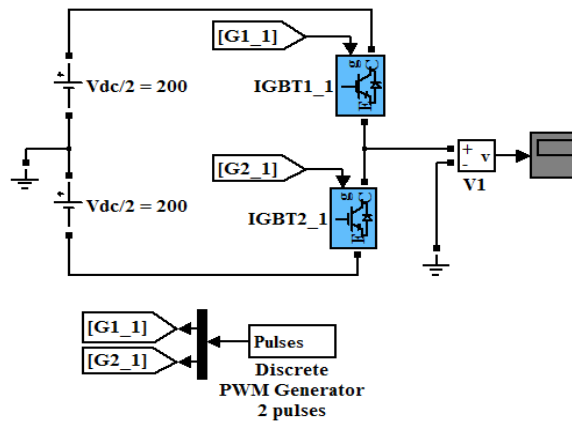 [G1_1]
g C
E
IGBT1_1
Vdc/2 = 200
[G2_1]
g C
E
IGBT2_1
Vdc/2 = 200
+
-
v
V1
[G1_1]
[G2_1]
Pulses
Discrete
PWM Generator
2 pulses